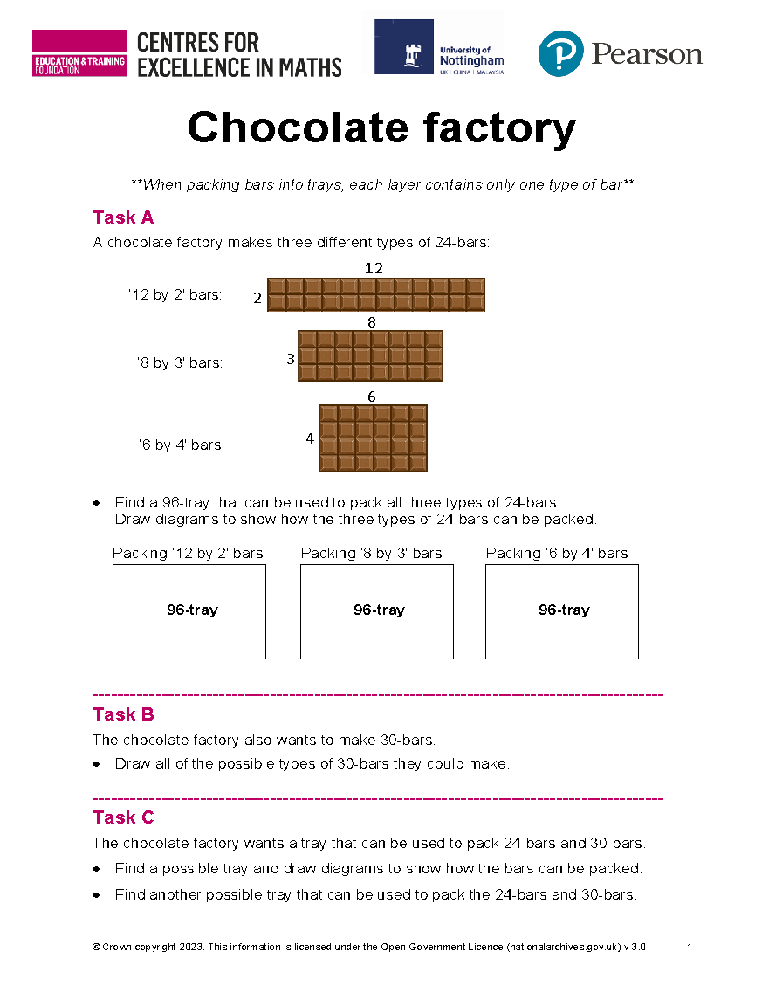 EDUCATION & TRAINING
FOUNDATION
CENTRES FOR
EXCELLENCE IN MATHS
University of
Nottingham
UK | CHINA | MALAYSIA
Pearson
Chocolate factory
**When packing bars into trays, each layer contains only one type of bar**
Task A
A chocolate factory makes three different types of 24-bars:
12
‘12 by 2’ bars:
2
8
‘8 by 3’ bars:
3
6
‘6 by 4’ bars:
4
• Find a 96-tray that can be used to pack all three types of 24-bars.
Draw diagrams to show how the three types of 24-bars can be packed.
Packing ‘12 by 2’ bars Packing ‘8 by 3’ bars Packing ‘6 by 4’ bars
96-tray 96-tray 96-tray
Task B
The chocolate factory also wants to make 30-bars.
• Draw all of the possible types of 30-bars they could make.
Task C
The chocolate factory wants a tray that can be used to pack 24-bars and 30-bars.
• Find a possible tray and draw diagrams to show how the bars can be packed.
• Find another possible tray that can be used to pack the 24-bars and 30-bars.
© Crown copyright 2023. This information is licensed under the Open Government Licence (nationalarchives.gov.uk) v 3.0 1